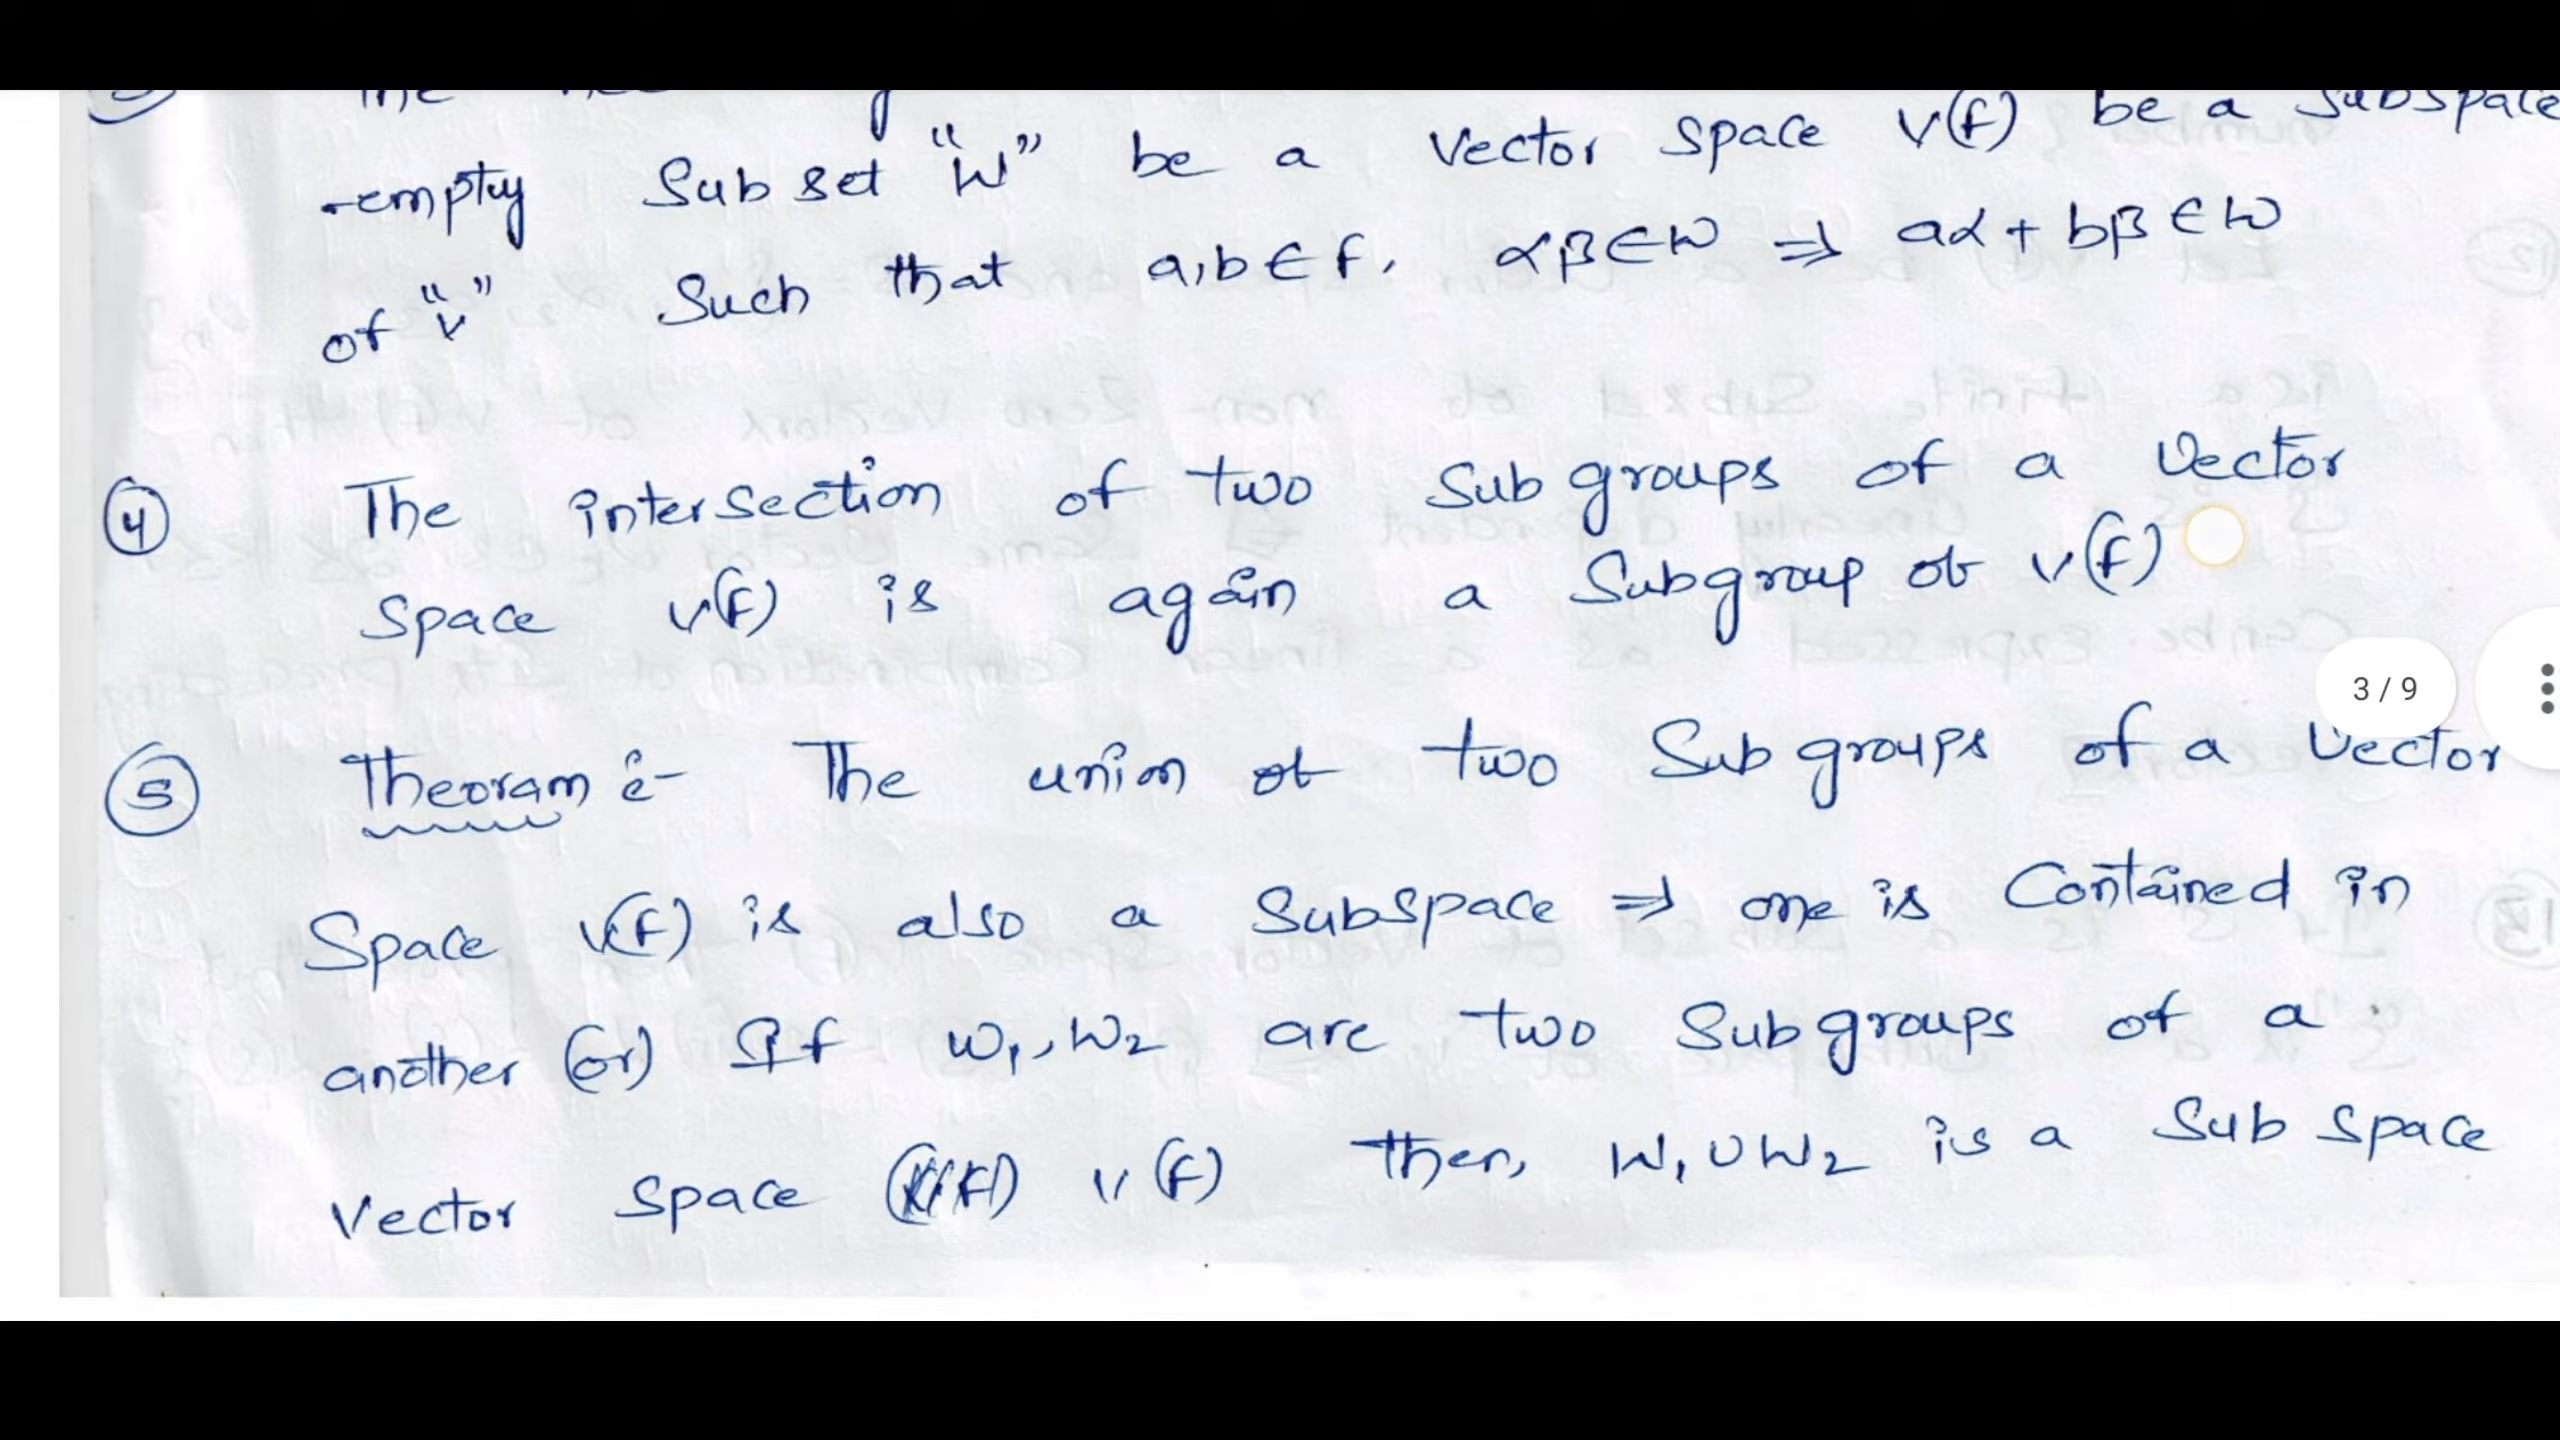 be a subspace
-empty Subset "W" be a Vector space V(F)
of "V" Such that a,b ∈ F, αβ ∈ W ⇒ aα + bβ ∈ W
④ The intersection of two Sub groups of a Vector
Space V(F) is again a Subgroup of V(F)
3 / 9
⑤ Theoram :- The union of two Sub groups of a Vector
Space V(F) is also a Subspace ⇒ one is Contained in
another (or) If W₁, W₂ are two Sub groups of a
Vector Space V(F) then, W₁ ∪ W₂ is a Sub space